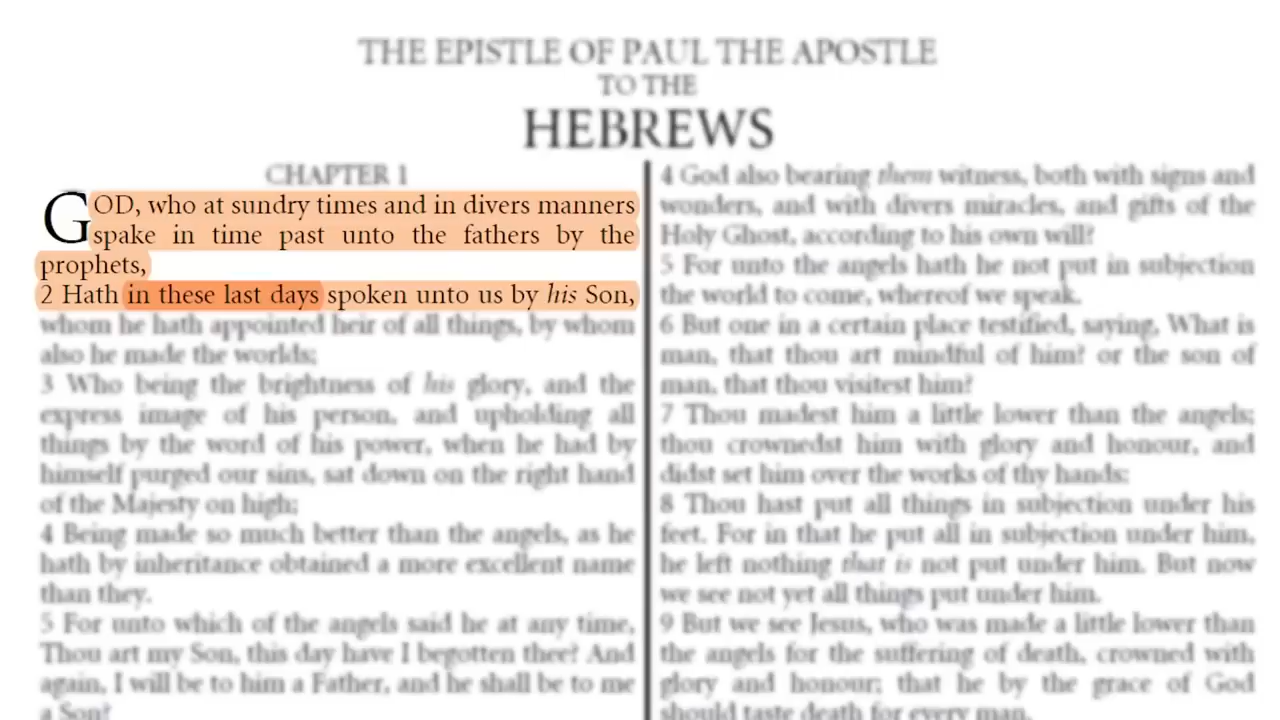 THE EPISTLE OF PAUL THE APOSTLE
TO THE
HEBREWS
CHAPTER 1
GOD, who at sundry times and in divers manners
spake in time past unto the fathers by the
prophets,
2 Hath in these last days spoken unto us by his Son,
whom he hath appointed heir of all things, by whom
also he made the worlds;
3 Who being the brightness of his glory, and the
express image of his person, and upholding all
things by the word of his power, when he had by
himself purged our sins, sat down on the right hand
of the Majesty on high;
4 Being made so much better than the angels, as he
hath by inheritance obtained a more excellent name
than they.
5 For unto which of the angels said he at any time,
Thou art my Son, this day have I begotten thee? And
again, I will be to him a Father, and he shall be to me
a Son?
4 God also bearing them witness, both with signs and
wonders, and with divers miracles, and gifts of the
Holy Ghost, according to his own will?
5 For unto the angels hath he not put in subjection
the world to come, whereof we speak.
6 But one in a certain place testified, saying, What is
man, that thou art mindful of him? or the son of
man, that thou visitest him?
7 Thou madest him a little lower than the angels;
thou crownedst him with glory and honour, and
didst set him over the works of thy hands:
8 Thou hast put all things in subjection under his
feet. For in that he put all in subjection under him,
he left nothing that is not put under him. But now
we see not yet all things put under him.
9 But we see Jesus, who was made a little lower than
the angels for the suffering of death, crowned with
glory and honour; that he by the grace of God
should taste death for every man.